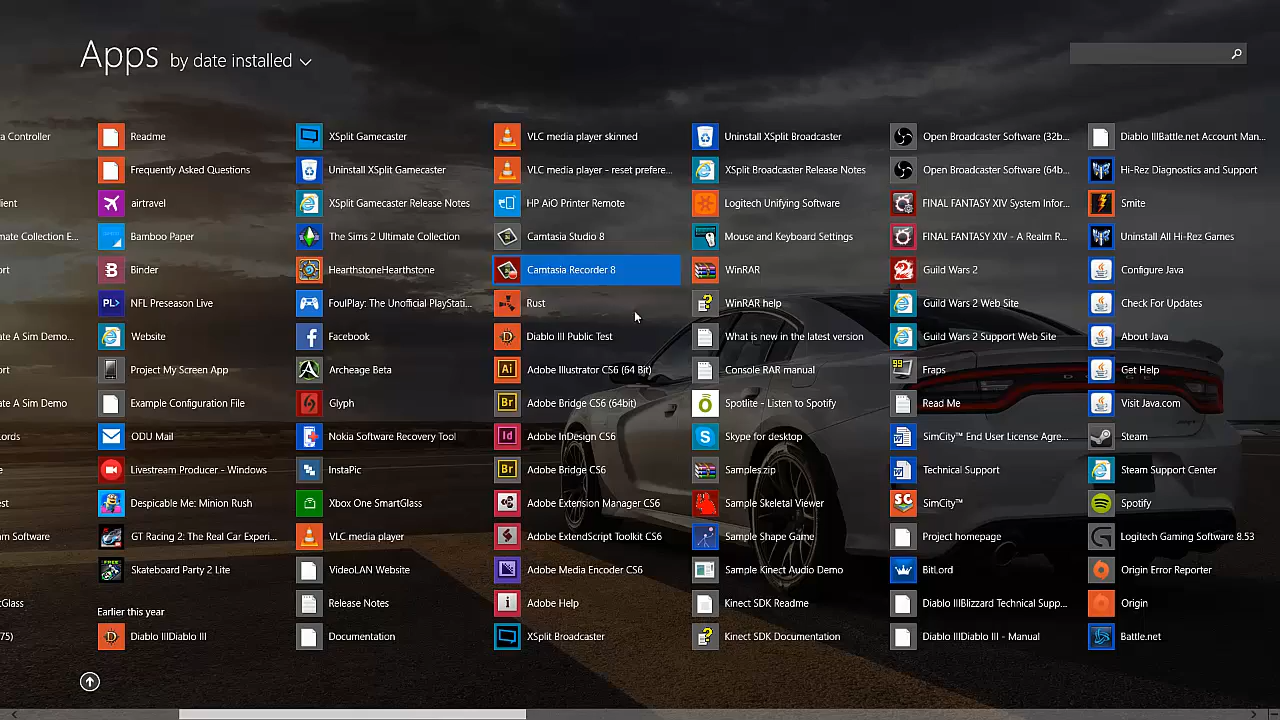 Apps by date installed
a Controller
ient
mate Collection E...
ort
ate A Sim Demo...
ort
ate A Sim Demo
ords
e
est
am Software
Glass
75)
Readme
Frequently Asked Questions
airtravel
Bamboo Paper
Binder
NFL Preseason Live
Website
Project My Screen App
Example Configuration File
ODU Mail
Livestream Producer - Windows
Despicable Me: Minion Rush
GT Racing 2: The Real Car Experi...
Skateboard Party 2 Lite
Earlier this year
Diablo IIIDiablo III
XSplit Gamecaster
Uninstall XSplit Gamecaster
XSplit Gamecaster Release Notes
The Sims 2 Ultimate Collection
HearthstoneHearthstone
FoulPlay: The Unofficial PlayStati...
Facebook
Archeage Beta
Glyph
Nokia Software Recovery Tool
InstaPic
Xbox One SmartGlass
VLC media player
VideoLAN Website
Release Notes
Documentation
VLC media player skinned
VLC media player - reset prefere...
HP AiO Printer Remote
Camtasia Studio 8
Camtasia Recorder 8
Rust
Diablo III Public Test
Adobe Illustrator CS6 (64 Bit)
Adobe Bridge CS6 (64bit)
Adobe InDesign CS6
Adobe Bridge CS6
Adobe Extension Manager CS6
Adobe ExtendScript Toolkit CS6
Adobe Media Encoder CS6
Adobe Help
XSplit Broadcaster
Uninstall XSplit Broadcaster
XSplit Broadcaster Release Notes
Logitech Unifying Software
Mouse and Keyboard Settings
WinRAR
WinRAR help
What is new in the latest version
Console RAR manual
Spotlite - Listen to Spotify
Skype for desktop
Samples.zip
Sample Skeletal Viewer
Sample Shape Game
Sample Kinect Audio Demo
Kinect SDK Readme
Kinect SDK Documentation
Open Broadcaster Software (32b...
Open Broadcaster Software (64b...
FINAL FANTASY XIV System Infor...
FINAL FANTASY XIV - A Realm R...
Guild Wars 2
Guild Wars 2 Web Site
Guild Wars 2 Support Web Site
Fraps
Read Me
SimCity™ End User License Agre...
Technical Support
SimCity™
Project homepage
BitLord
Diablo IIIBlizzard Technical Supp...
Diablo IIIDiablo III - Manual
Diablo IIIBattle.net Account Man...
Hi-Rez Diagnostics and Support
Smite
Uninstall All Hi-Rez Games
Configure Java
Check For Updates
About Java
Get Help
Visit Java.com
Steam
Steam Support Center
Spotify
Logitech Gaming Software 8.53
Origin Error Reporter
Origin
Battle.net